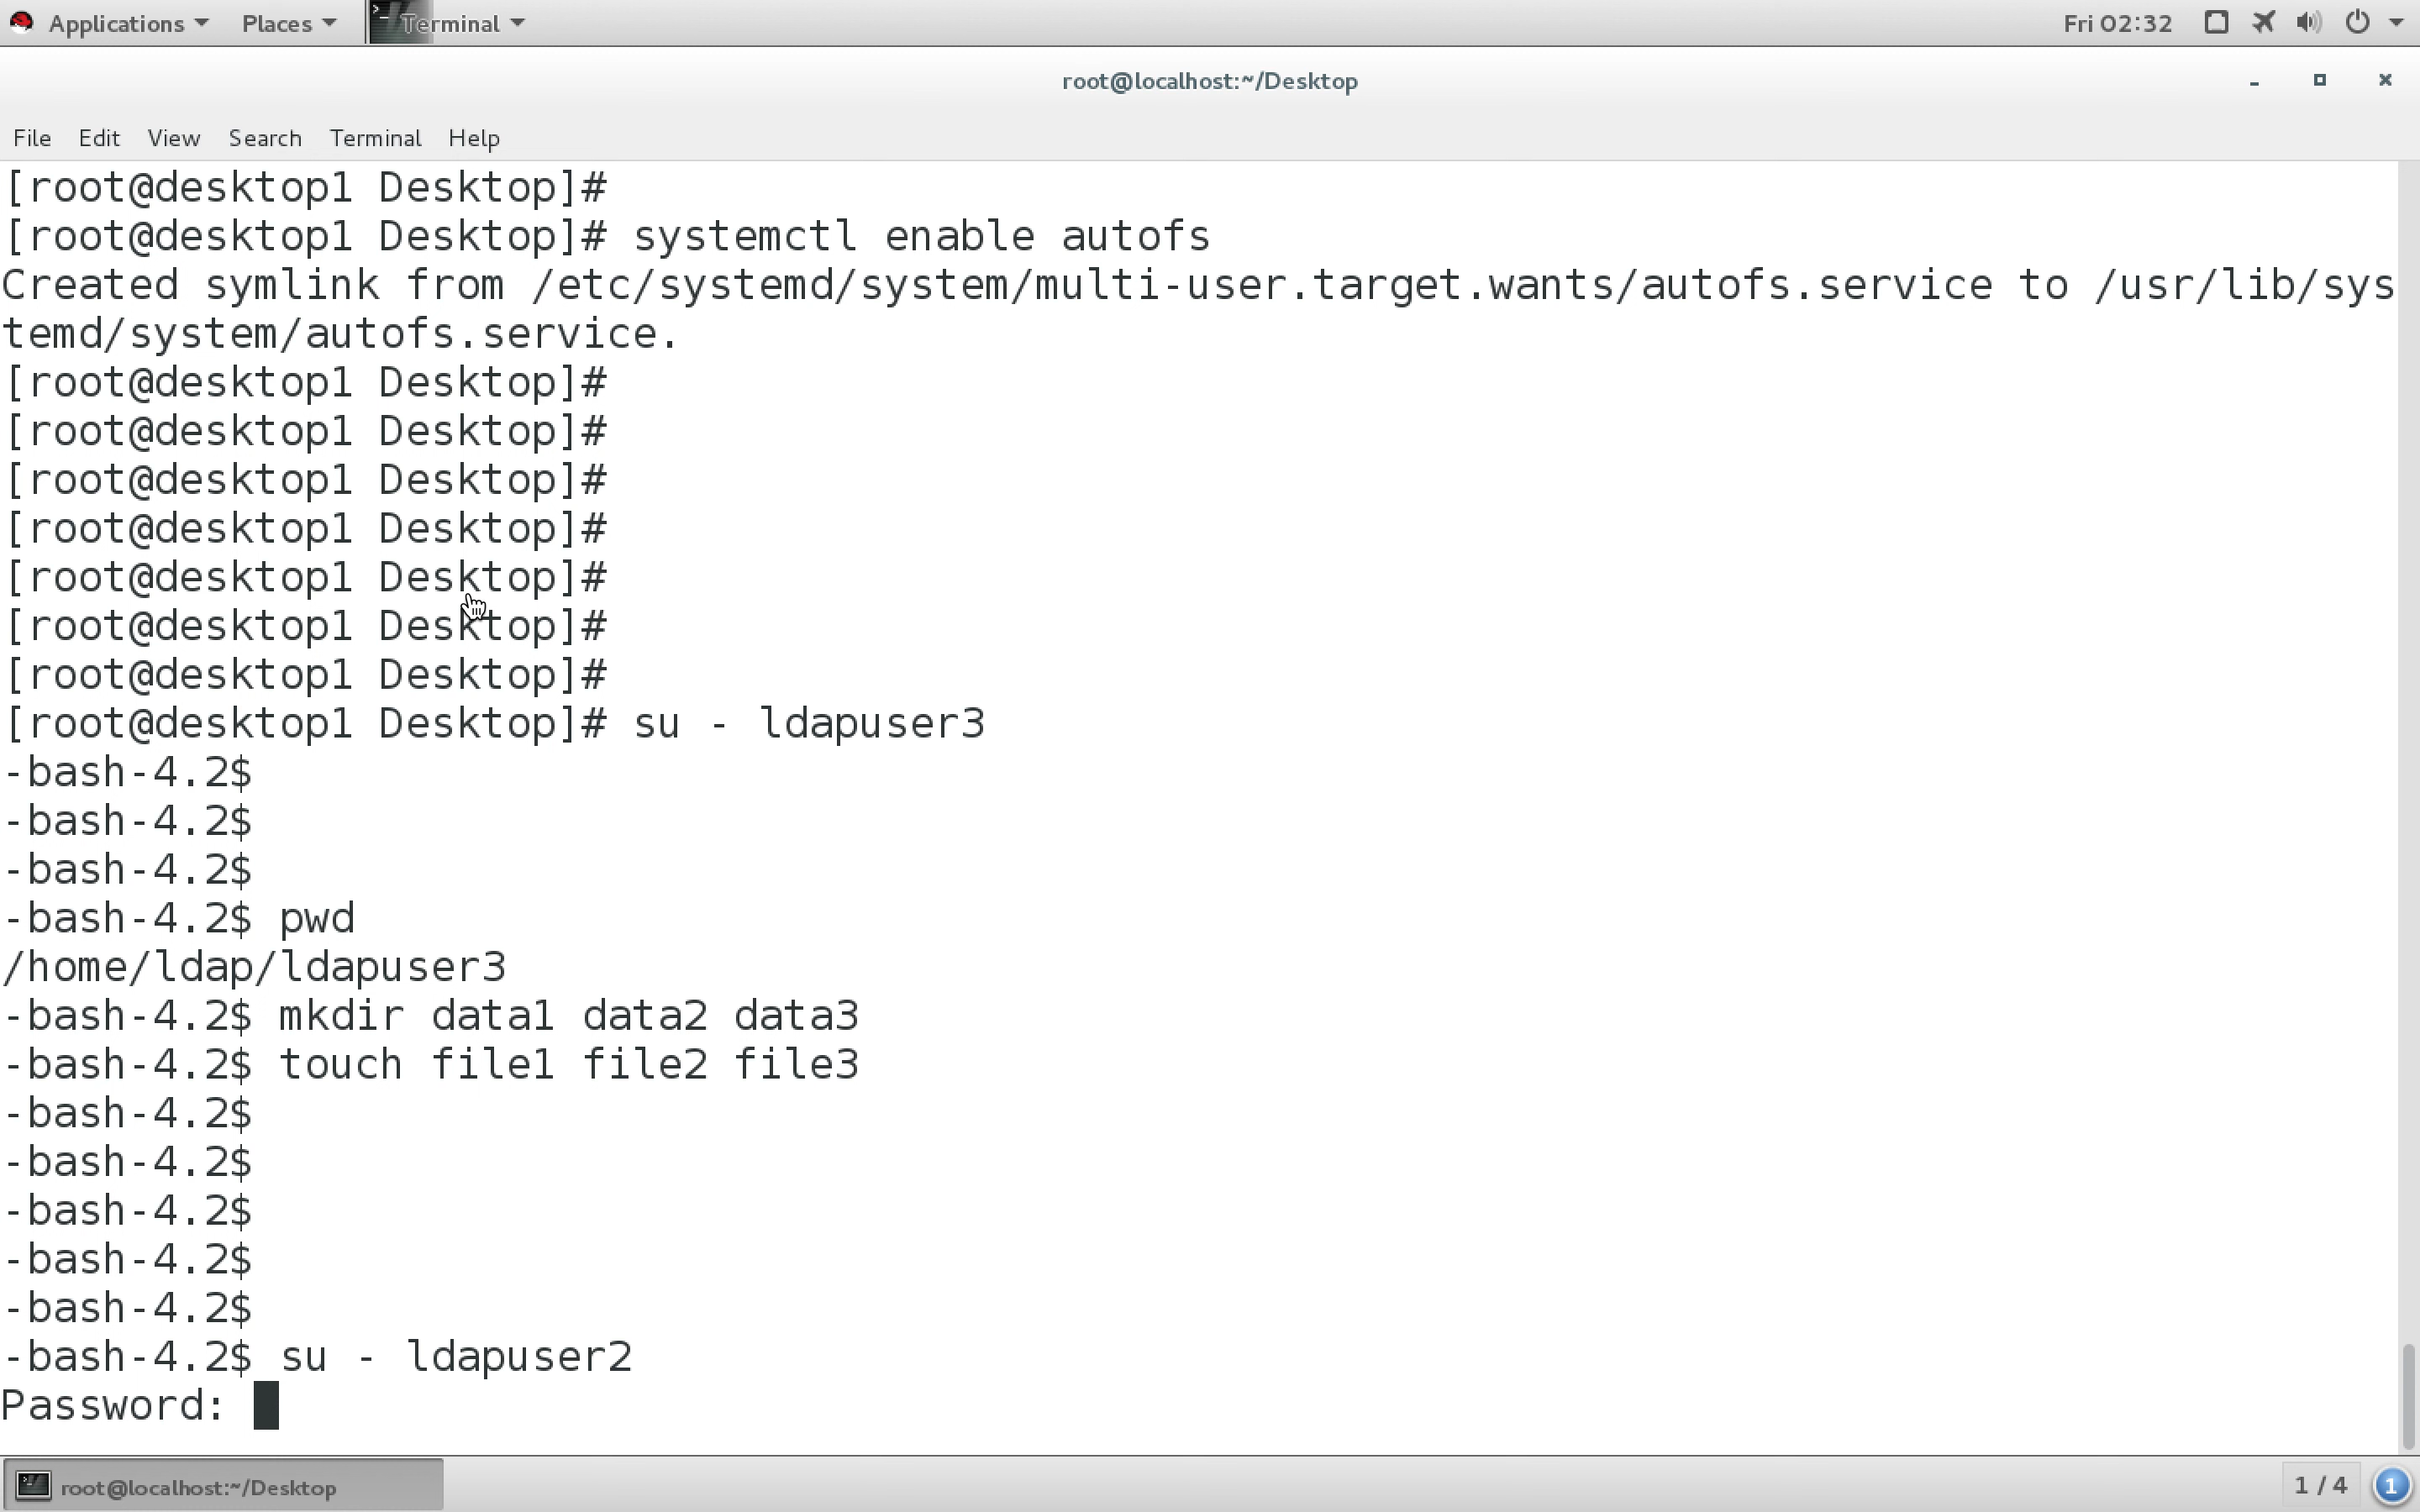 Applications Places Terminal Fri 02:32
root@localhost:~/Desktop
File Edit View Search Terminal Help
[root@desktop1 Desktop]#
[root@desktop1 Desktop]# systemctl enable autofs
Created symlink from /etc/systemd/system/multi-user.target.wants/autofs.service to /usr/lib/sys
temd/system/autofs.service.
[root@desktop1 Desktop]#
[root@desktop1 Desktop]#
[root@desktop1 Desktop]#
[root@desktop1 Desktop]#
[root@desktop1 Desktop]#
[root@desktop1 Desktop]#
[root@desktop1 Desktop]#
[root@desktop1 Desktop]# su - ldapuser3
-bash-4.2$
-bash-4.2$
-bash-4.2$
-bash-4.2$ pwd
/home/ldap/ldapuser3
-bash-4.2$ mkdir data1 data2 data3
-bash-4.2$ touch file1 file2 file3
-bash-4.2$
-bash-4.2$
-bash-4.2$
-bash-4.2$
-bash-4.2$
-bash-4.2$ su - ldapuser2
Password:
root@localhost:~/Desktop 1 / 4 1